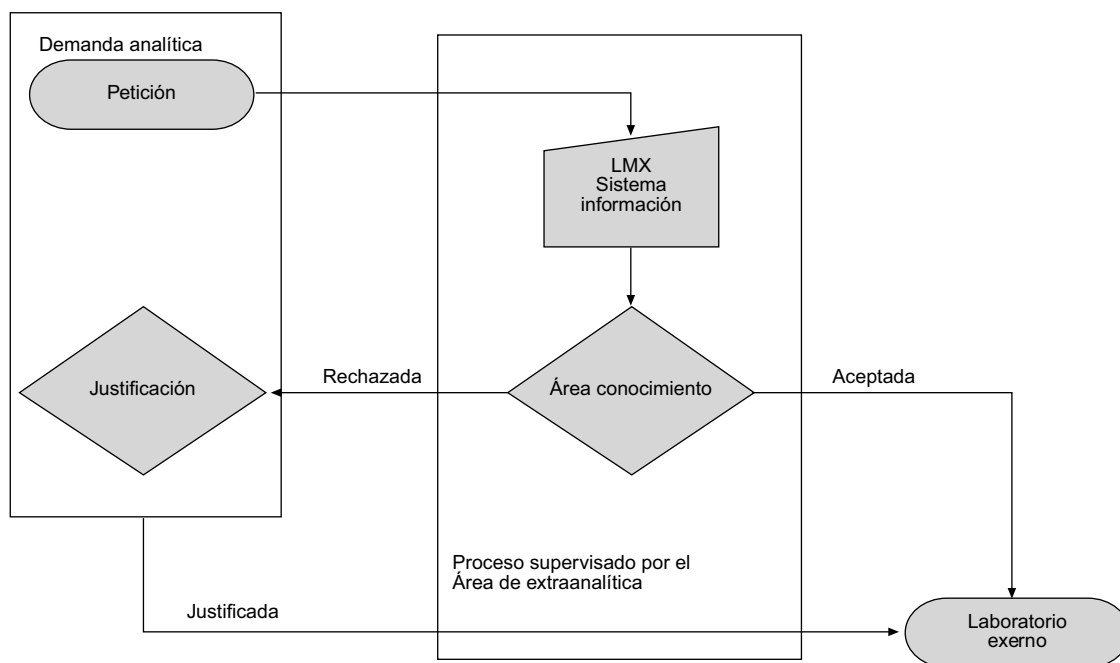 Demanda analítica
Petición
LMX
Sistema
información
Justificación
Rechazada
Área conocimiento
Aceptada
Proceso supervisado por el
Área de extraanalítica
Justificada
Laboratorio
exerno